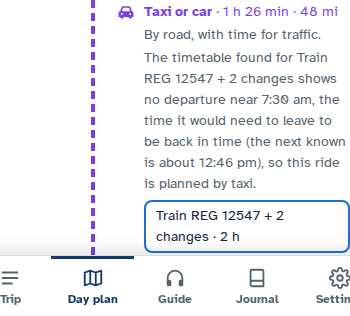 Taxi or car · 1 h 26 min · 48 mi
By road, with time for traffic.
The timetable found for Train
REG 12547 + 2 changes shows
no departure near 7:30 am, the
time it would need to leave to
be back in time (the next known
is about 12:46 pm), so this ride
is planned by taxi.
Train REG 12547 + 2
changes · 2 h
Trip
Day plan
Guide
Journal
Settin